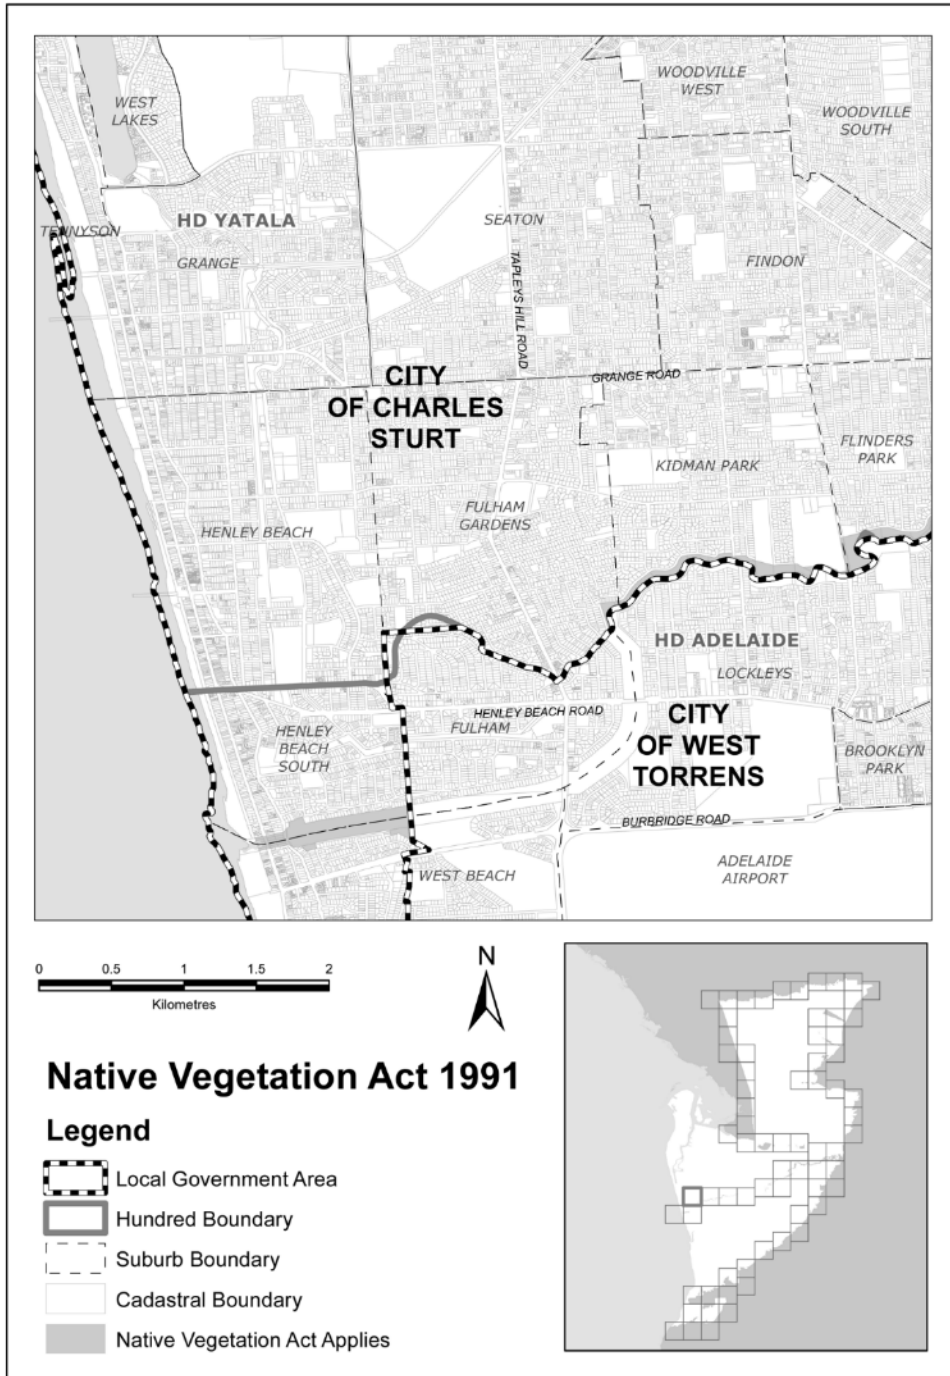 WOODVILLE
WEST
WEST
LAKES
WOODVILLE
SOUTH
HD YATALA
SEATON
TENNYSON
GRANGE
FINDON
TAPLEYS HILL ROAD
GRANGE ROAD
CITY
OF CHARLES
STURT
FLINDERS
PARK
KIDMAN PARK
FULHAM
GARDENS
HENLEY BEACH
HD ADELAIDE
LOCKLEYS
HENLEY BEACH ROAD
FULHAM
HENLEY
BEACH
SOUTH
CITY
OF WEST
TORRENS
BROOKLYN
PARK
BURBRIDGE ROAD
WEST BEACH
ADELAIDE
AIRPORT
0 0.5 1 1.5 2
Kilometres
N
Native Vegetation Act 1991
Legend
Local Government Area
Hundred Boundary
Suburb Boundary
Cadastral Boundary
Native Vegetation Act Applies